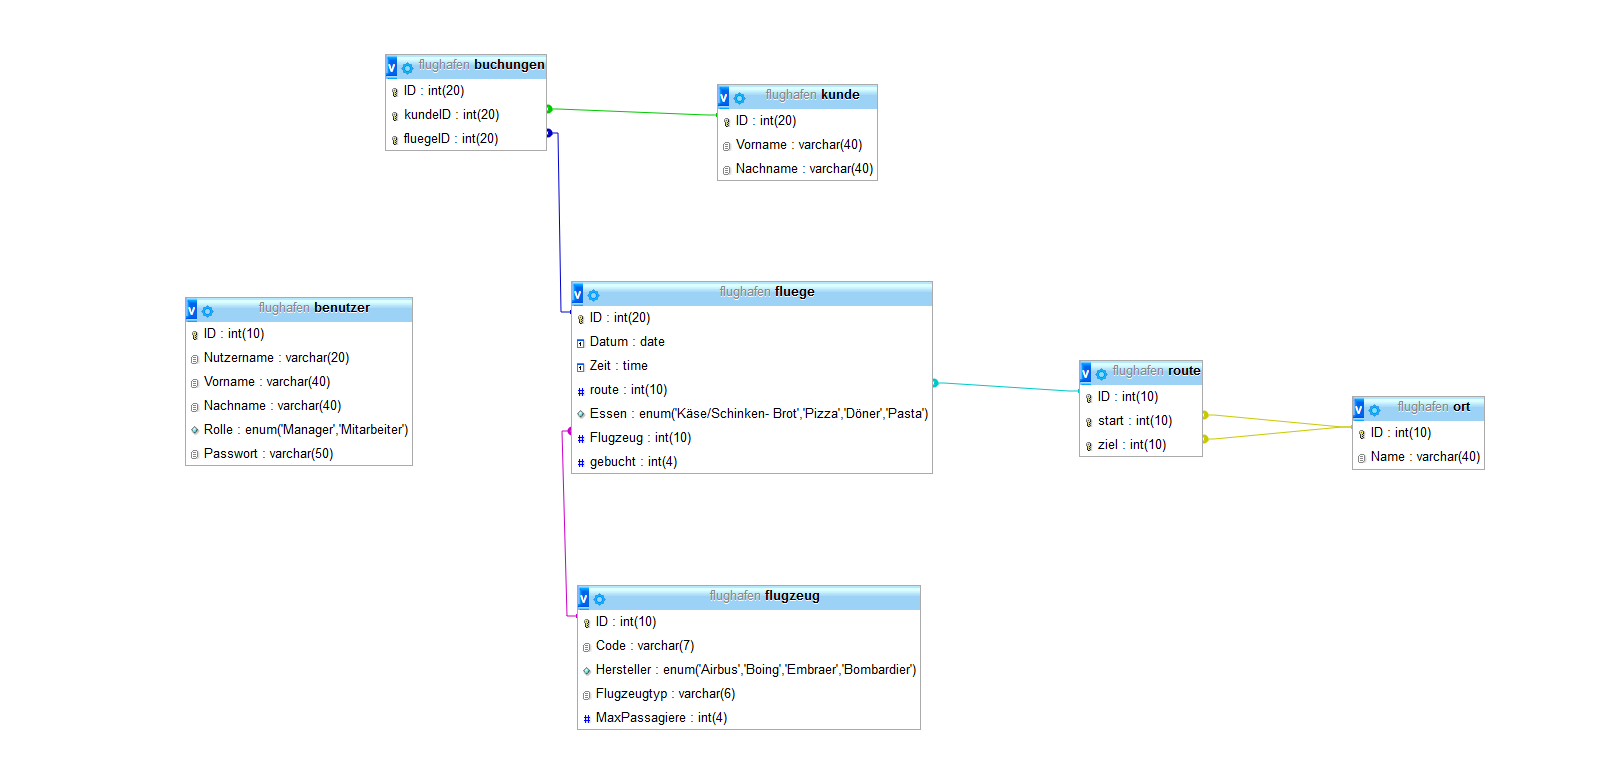 flughafen buchungen
ID : int(20)
kundeID : int(20)
fluegeID : int(20)
flughafen kunde
ID : int(20)
Vorname : varchar(40)
Nachname : varchar(40)
flughafen benutzer
ID : int(10)
Nutzername : varchar(20)
Vorname : varchar(40)
Nachname : varchar(40)
Rolle : enum('Manager','Mitarbeiter')
Passwort : varchar(50)
flughafen fluege
ID : int(20)
Datum : date
Zeit : time
# route : int(10)
Essen : enum('Käse/Schinken- Brot','Pizza','Döner','Pasta')
# Flugzeug : int(10)
# gebucht : int(4)
flughafen route
ID : int(10)
start : int(10)
ziel : int(10)
flughafen ort
ID : int(10)
Name : varchar(40)
flughafen flugzeug
ID : int(10)
Code : varchar(7)
Hersteller : enum('Airbus','Boing','Embraer','Bombardier')
Flugzeugtyp : varchar(6)
# MaxPassagiere : int(4)